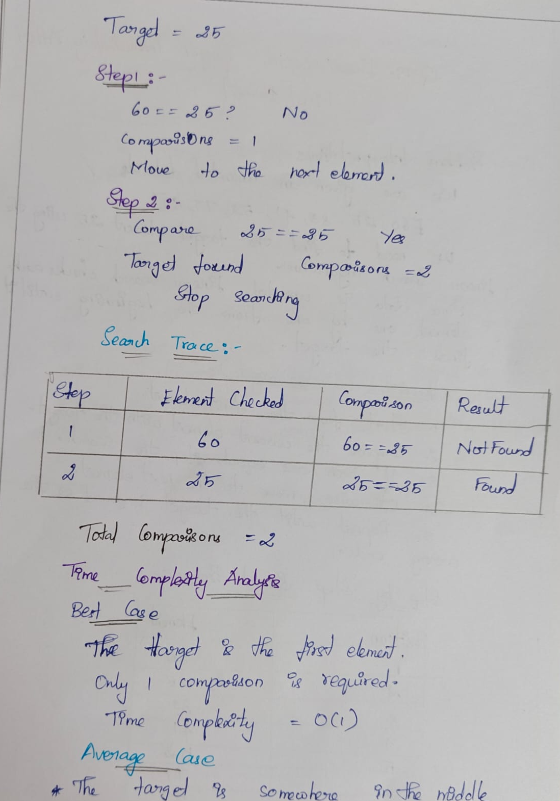 Target = 25
Step1 :-
60 == 25 ? No
Comparisons = 1
Move to the next element.
Step 2 :-
Compare 25 == 25 Yes
Target found Comparisons = 2
Stop searching
Search Trace :-
Step Element Checked Comparison Result
1 60 60 == 25 Not Found
2 25 25 == 25 Found
Total Comparisons = 2
Time Complexity Analysis
Best Case
The target is the first element.
Only 1 comparison is required.
Time Complexity = O(1)
Average Case
* The target is somewhere in the middle